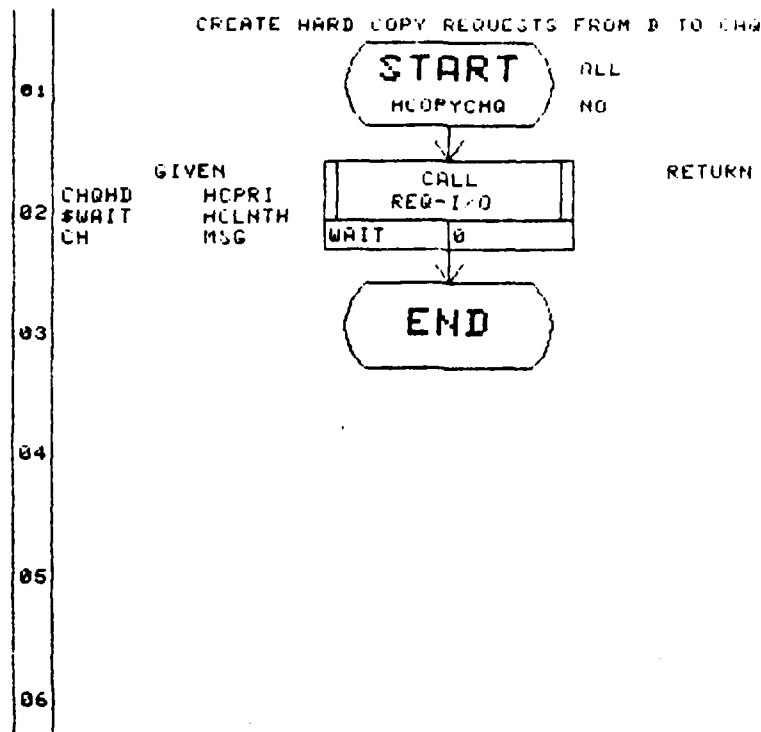 CREATE HARD COPY REQUESTS FROM D TO CHQ
START ALL
01
HCOPYCHQ NO
GIVEN RETURN
CALL
CHQHD HCPRI
REQ-I/O
02 $WAIT HCLNTH
CH MSG WAIT 0
END
03
04
05
06